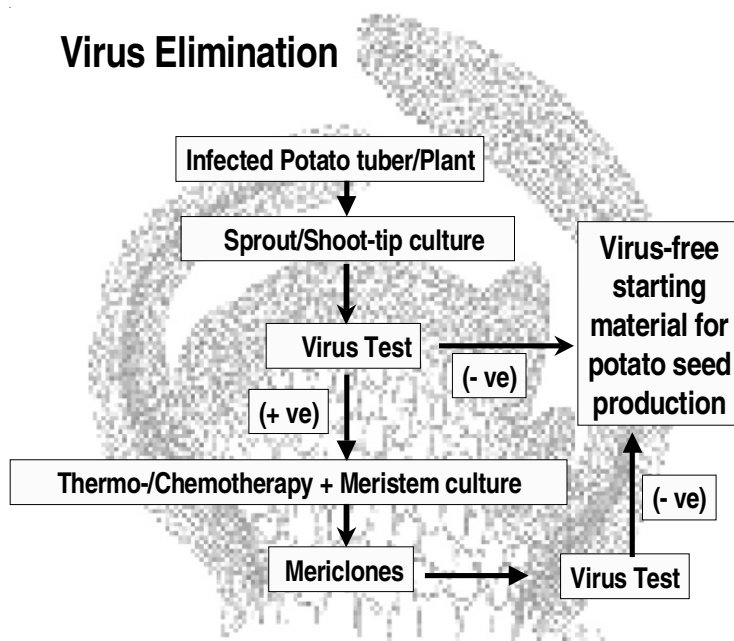 Virus Elimination
Infected Potato tuber/Plant
Sprout/Shoot-tip culture
Virus Test
(- ve)
Virus-free
starting
material for
potato seed
production
(+ ve)
Thermo-/Chemotherapy + Meristem culture
(- ve)
Mericlones
Virus Test